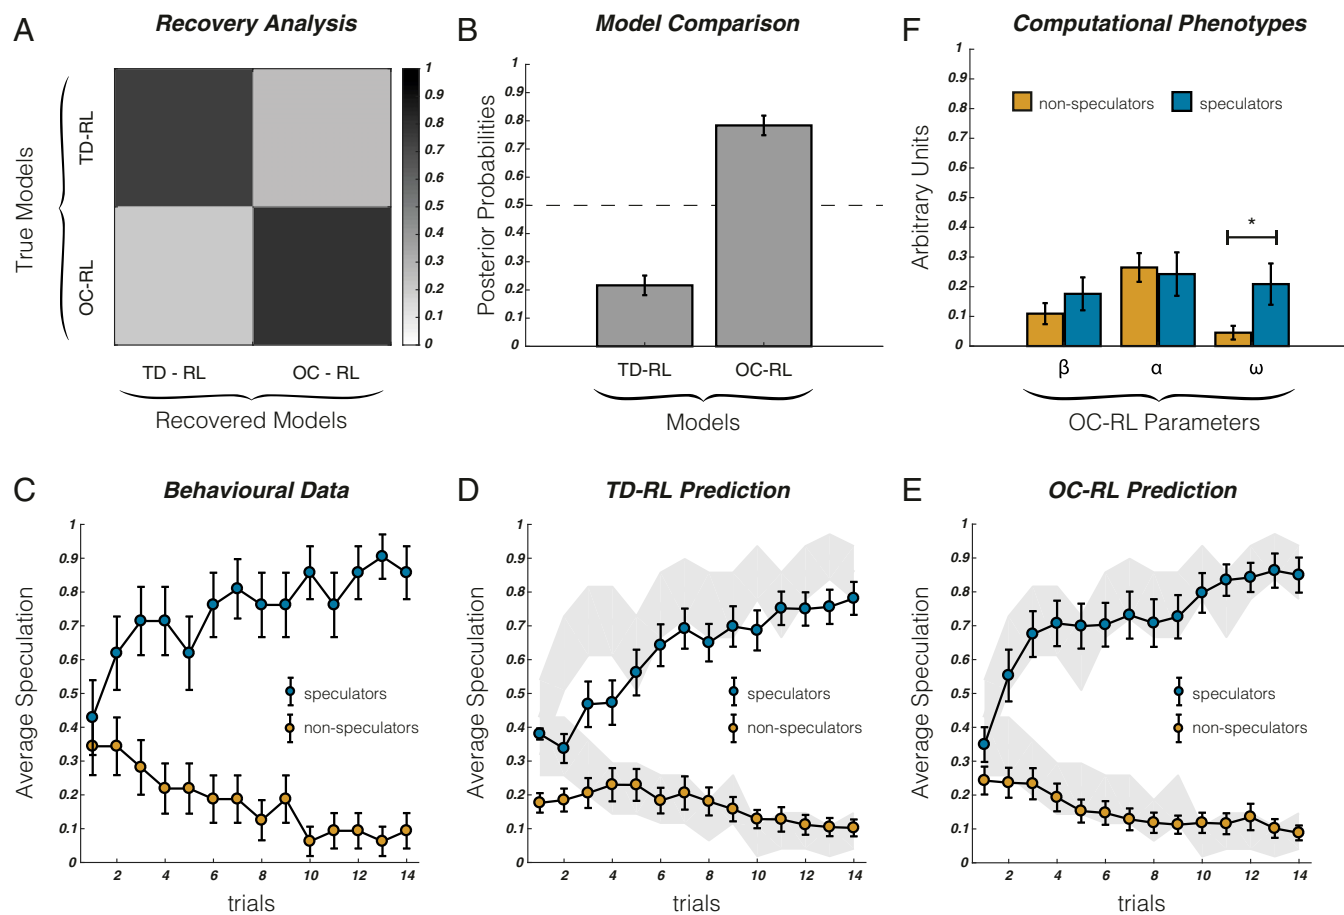 A
Recovery Analysis
True Models
TD-RL
OC-RL
TD - RL
OC - RL
Recovered Models
1
0.9
0.8
0.7
0.6
0.5
0.4
0.3
0.2
0.1
0
B
Model Comparison
Posterior Probabilities
1
0.9
0.8
0.7
0.6
0.5
0.4
0.3
0.2
0.1
0
TD-RL
OC-RL
Models
F
Computational Phenotypes
Arbitrary Units
1
0.9
0.8
0.7
0.6
0.5
0.4
0.3
0.2
0.1
0
non-speculators
speculators
*
β
α
ω
OC-RL Parameters
C
Behavioural Data
Average Speculation
1
0.9
0.8
0.7
0.6
0.5
0.4
0.3
0.2
0.1
0
speculators
non-speculators
2 4 6 8 10 12 14
trials
D
TD-RL Prediction
Average Speculation
1
0.9
0.8
0.7
0.6
0.5
0.4
0.3
0.2
0.1
0
speculators
non-speculators
2 4 6 8 10 12 14
trials
E
OC-RL Prediction
Average Speculation
1
0.9
0.8
0.7
0.6
0.5
0.4
0.3
0.2
0.1
0
speculators
non-speculators
2 4 6 8 10 12 14
trials